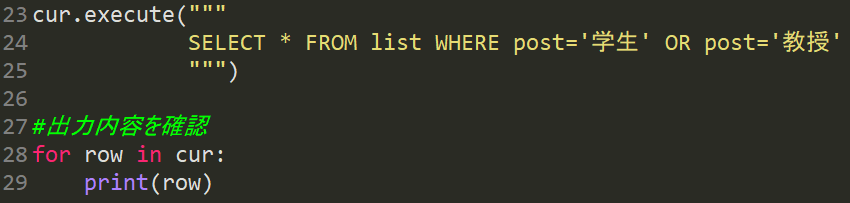 23 cur.execute("""
24             SELECT * FROM list WHERE post='学生' OR post='教授'
25             """)
26
27 #出力内容を確認
28 for row in cur:
29     print(row)